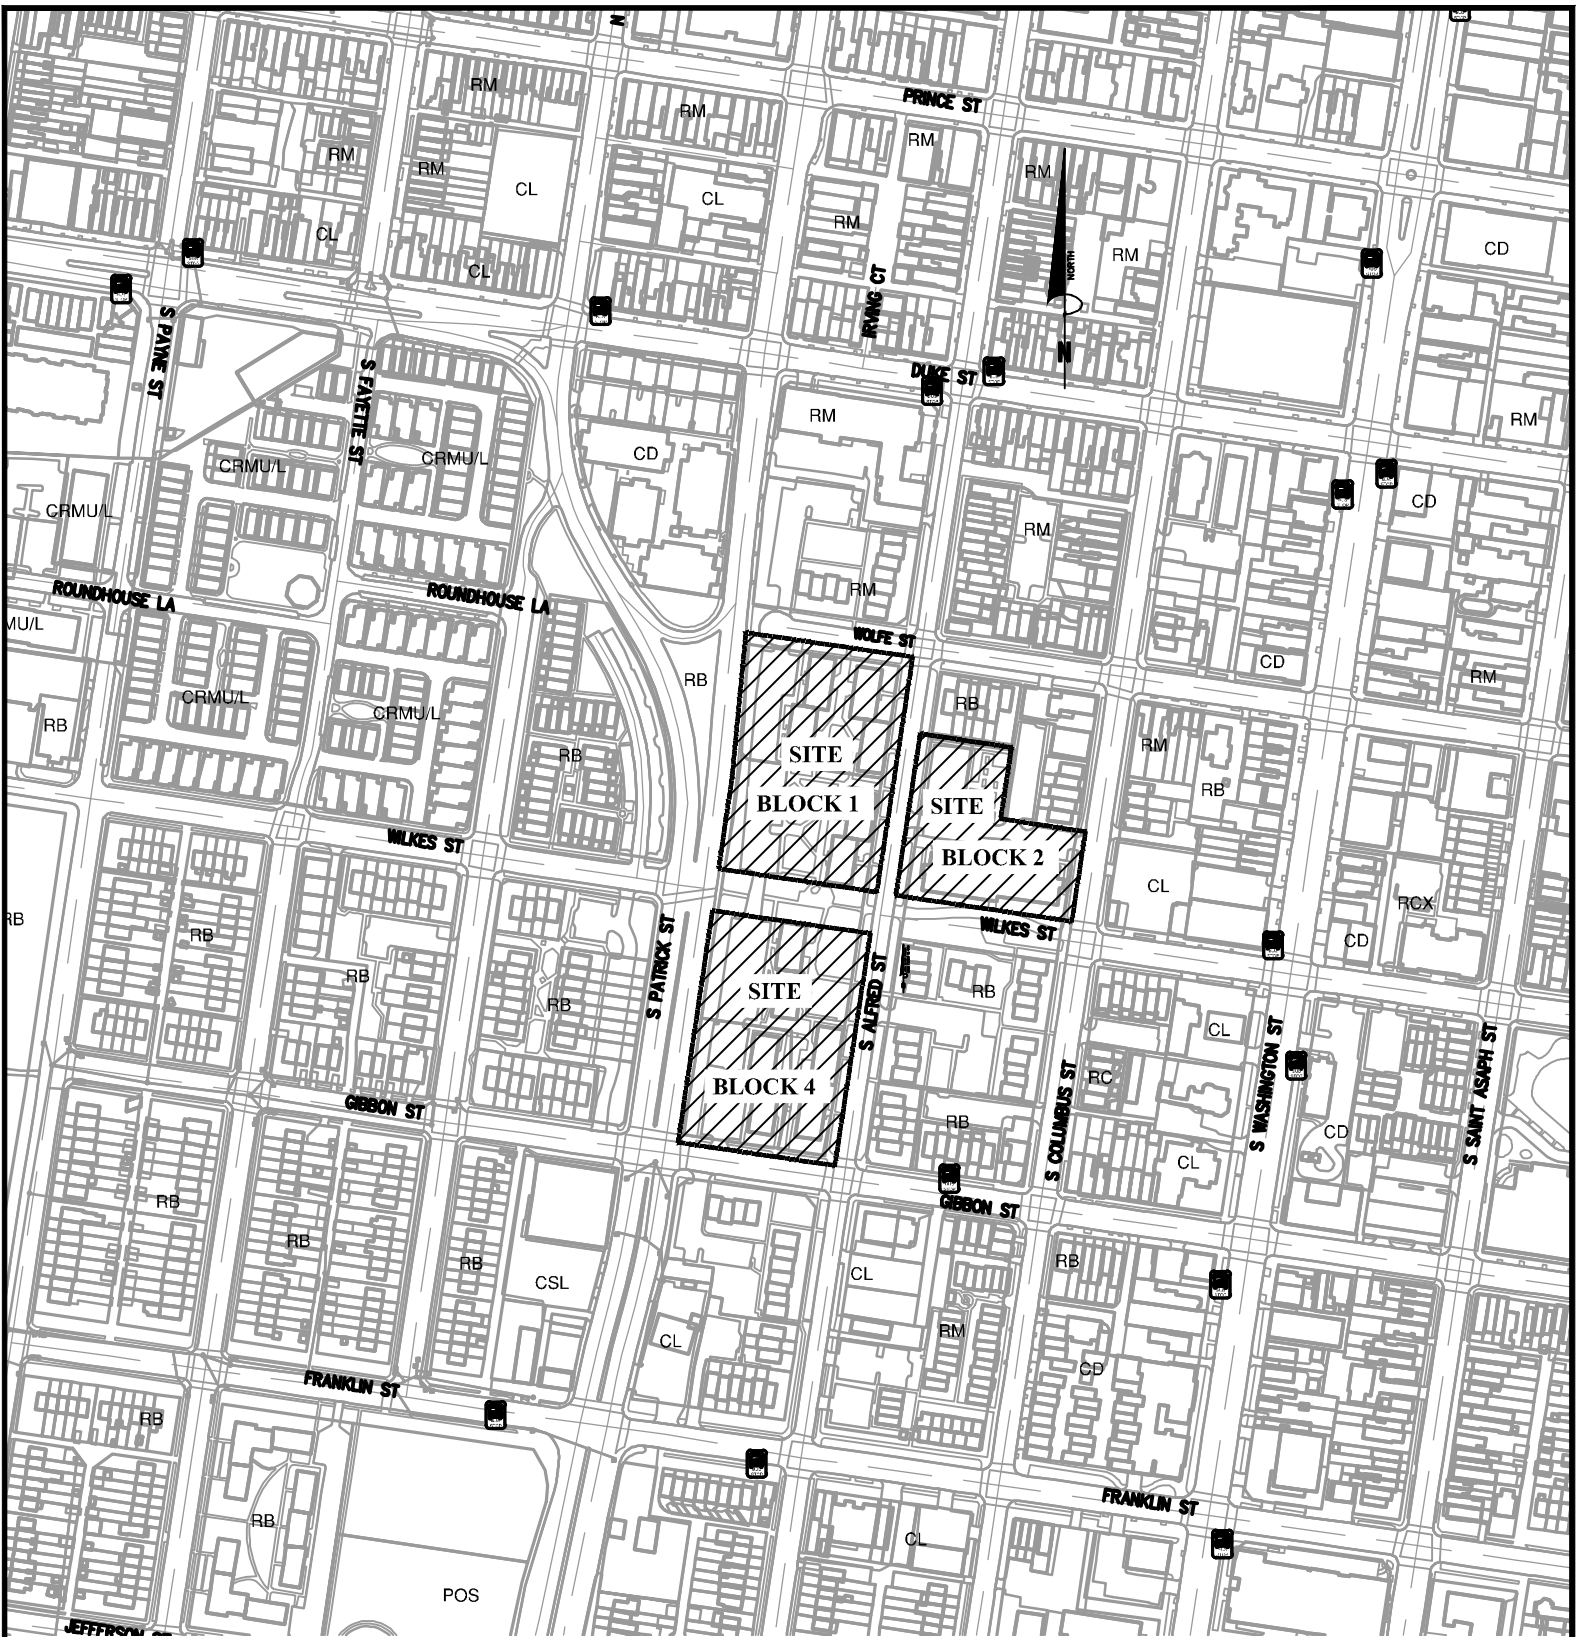 N
RM
PRINCE ST
RM
RM
RM
RM
RM
CL
CL
RM
RM
CL
CL
RM
CD
NORTH
IRVING CT
S PAYNE ST
N
DUKE ST
S FAYETTE ST
RM
RM
CD
CRMU/L
CRMU/L
CRMU/L
CD
RM
RM
ROUNDHOUSE LA
ROUNDHOUSE LA
MU/L
WOLFE ST
CD
RM
RB
CRMU/L
CRMU/L
RB
RB
RB
RM
RB
SITE
BLOCK 1
SITE
BLOCK 2
WILKES ST
CL
RCX
CD
RB
RB
RB
RB
WILKES ST
S PATRICK ST
S ALFRED ST
SITE
BLOCK 4
RB
CL
RC
S COLUMBUS ST
S WASHINGTON ST
S SAINT ASAPH ST
GIBBON ST
RB
CD
CL
RB
RB
RB
GIBBON ST
RB
CSL
CL
CL
RM
CD
FRANKLIN ST
RB
FRANKLIN ST
RB
CL
POS
JEFFERSON ST